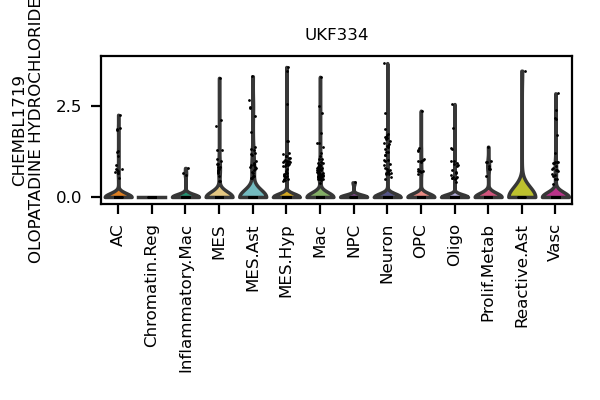 UKF334
CHEMBL1719
OLOPATADINE HYDROCHLORIDE
2.5
0.0
AC
Chromatin.Reg
Inflammatory.Mac
MES
MES.Ast
MES.Hyp
Mac
NPC
Neuron
OPC
Oligo
Prolif.Metab
Reactive.Ast
Vasc